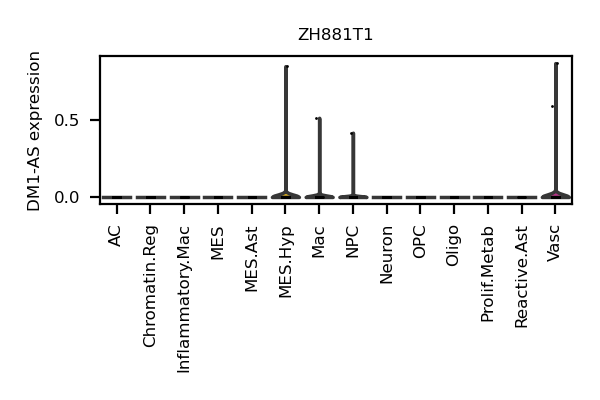 ZH881T1
DM1-AS expression
0.5
0.0
AC
Chromatin.Reg
Inflammatory.Mac
MES
MES.Ast
MES.Hyp
Mac
NPC
Neuron
OPC
Oligo
Prolif.Metab
Reactive.Ast
Vasc